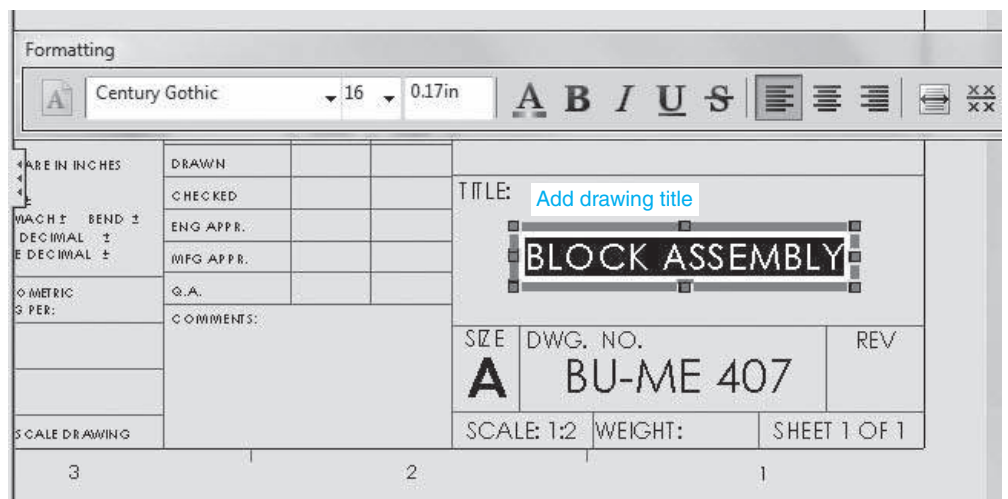 Formatting
A Century Gothic 16 0.17in A B I U S
ARE IN INCHES
±
MACH ± BEND ±
DECIMAL ±
E DECIMAL ±
O METRIC
G PER:
SCALE DRAWING
DRAWN
CHECKED
ENG APPR.
MFG APPR.
Q.A.
COMMENTS:
TITLE: Add drawing title
BLOCK ASSEMBLY
SIZE DWG. NO. REV
A BU-ME 407
SCALE: 1:2 WEIGHT: SHEET 1 OF 1
3 2 1